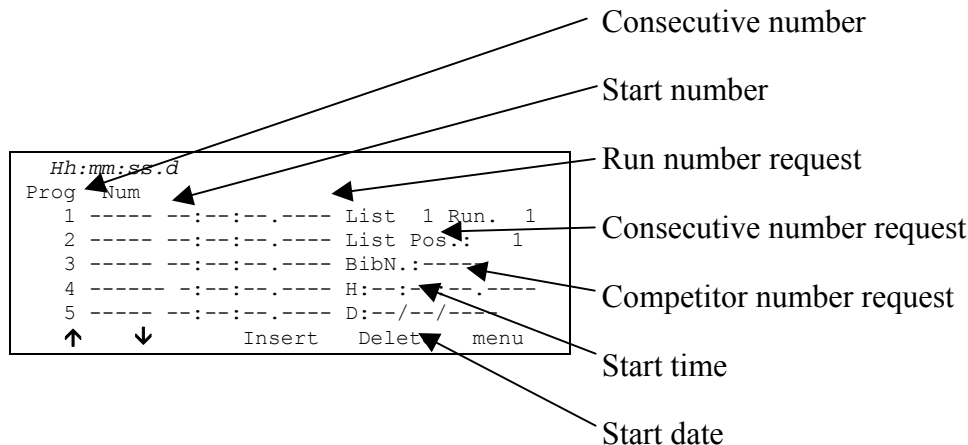 Consecutive number
Start number
Run number request
Consecutive number request
Competitor number request
Start time
Start date
Hh:mm:ss.d
Prog Num
1 ----- --:--:--.---- List 1 Run. 1
2 ----- --:--:--.---- List Pos.: 1
3 ----- --:--:--.---- BibN.:-----
4 ------ -:--:--.---- H:--:--:--.----
5 ----- --:--:--.---- D:--/--/----
↑ ↓ Insert Delete menu